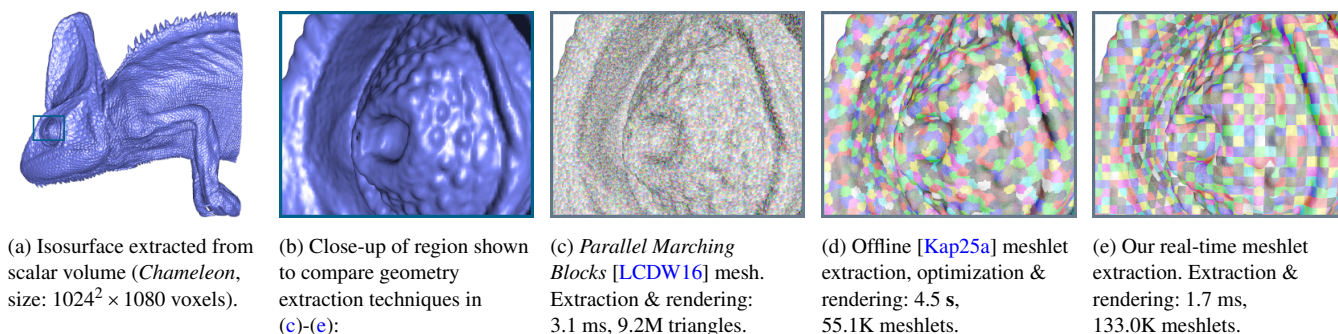 (a) Isosurface extracted from
scalar volume (Chameleon,
size: 1024² × 1080 voxels).
(b) Close-up of region shown
to compare geometry
extraction techniques in
(c)-(e):
(c) Parallel Marching
Blocks [LCDW16] mesh.
Extraction & rendering:
3.1 ms, 9.2M triangles.
(d) Offline [Kap25a] meshlet
extraction, optimization &
rendering: 4.5 s,
55.1K meshlets.
(e) Our real-time meshlet
extraction. Extraction &
rendering: 1.7 ms,
133.0K meshlets.